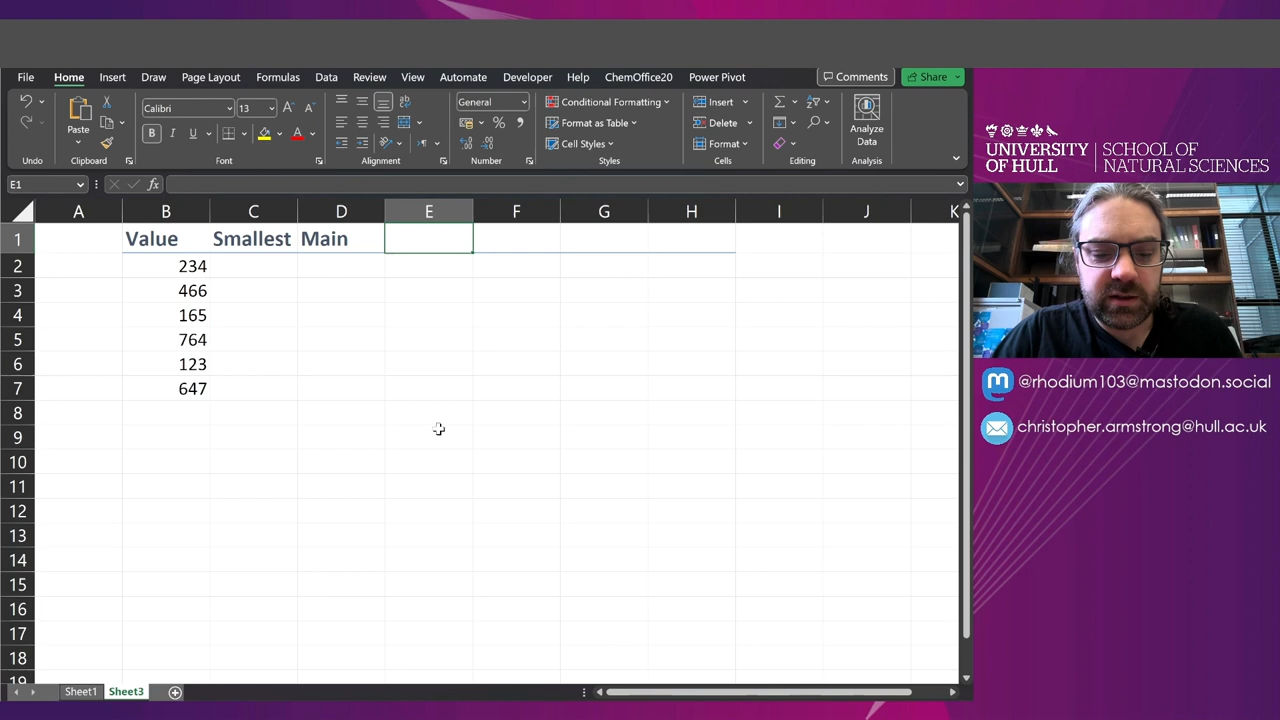 File Home Insert Draw Page Layout Formulas Data Review View Automate Developer Help ChemOffice20 Power Pivot Comments Share
Paste
Calibri 13
General
Conditional Formatting
Insert
Analyze Data
B I U
Format as Table
Delete
Cell Styles
Format
Undo Clipboard Font Alignment Number Styles Cells Editing Analysis
E1 fx
A B C D E F G H I J K
1 Value Smallest Main
2 234
3 466
4 165
5 764
6 123
7 647
8
9
10
11
12
13
14
15
16
17
18
19
Sheet1 Sheet3
UNIVERSITY OF HULL
SCHOOL OF NATURAL SCIENCES
@rhodium103@mastodon.social
christopher.armstrong@hull.ac.uk